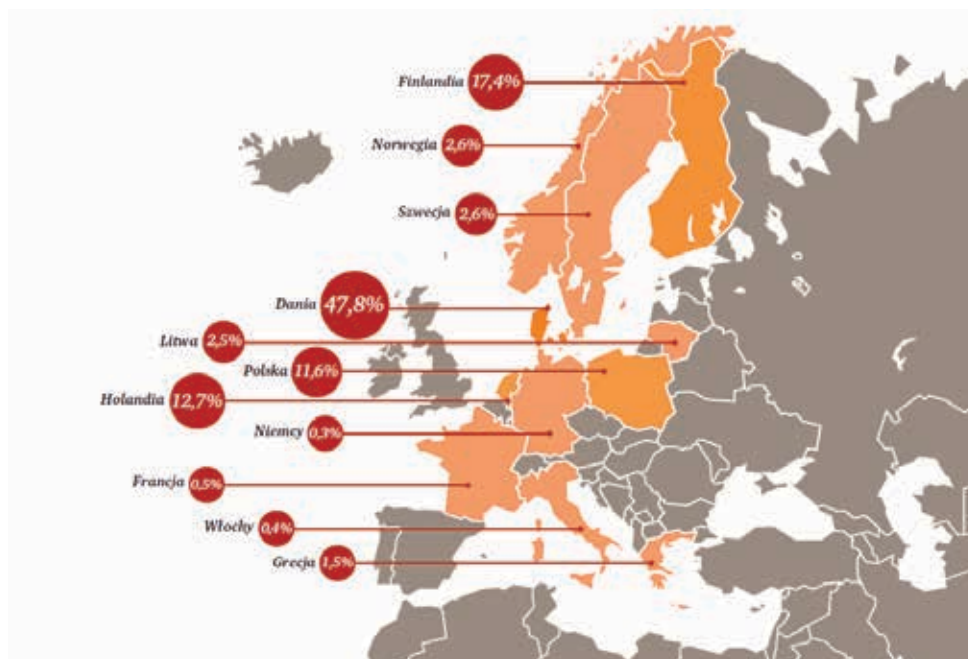 Finlandia 17,4%
Norwegia 2,6%
Szwecja 2,6%
Dania 47,8%
Litwa 2,5%
Polska 11,6%
Holandia 12,7%
Niemcy 0,3%
Francja 0,5%
Włochy 0,4%
Grecja 1,5%